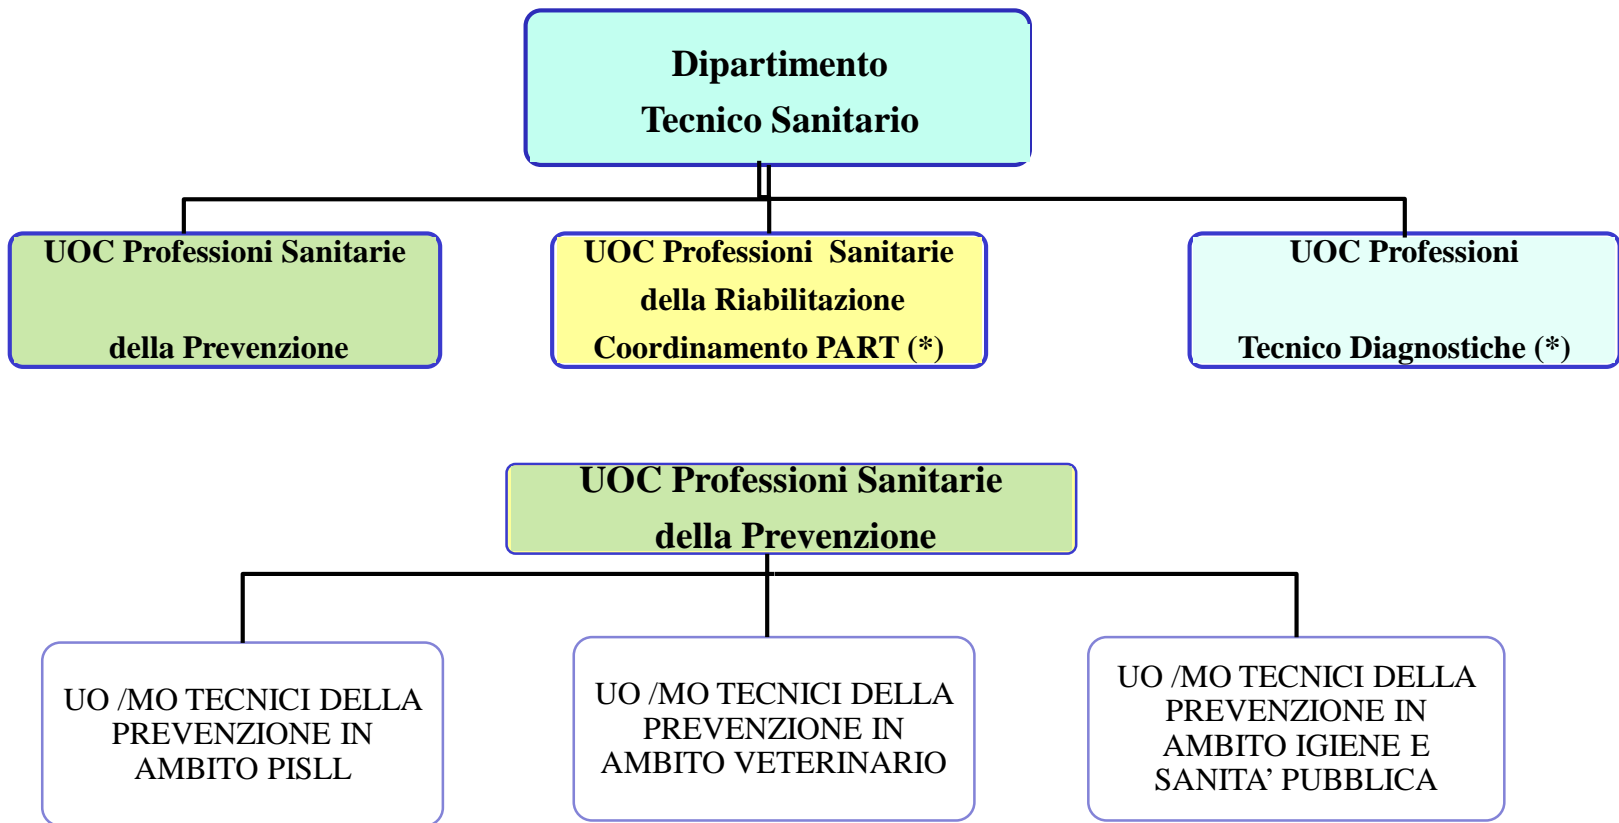 Dipartimento
Tecnico Sanitario
UOC Professioni Sanitarie
della Prevenzione
UOC Professioni  Sanitarie
della Riabilitazione
Coordinamento PART (*)
UOC Professioni
Tecnico Diagnostiche (*)
UOC Professioni Sanitarie
della Prevenzione
UO /MO TECNICI DELLA
PREVENZIONE IN
AMBITO PISLL
UO /MO TECNICI DELLA
PREVENZIONE IN
AMBITO VETERINARIO
UO /MO TECNICI DELLA
PREVENZIONE IN
AMBITO IGIENE E
SANITA’ PUBBLICA